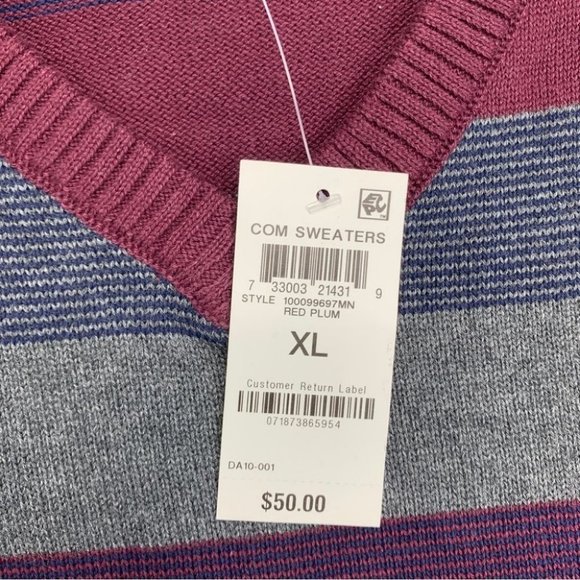 COM SWEATERS
7 33003 21431 9
STYLE 100099697MN
RED PLUM
XL
Customer Return Label
071873865954
DA10-001
$50.00